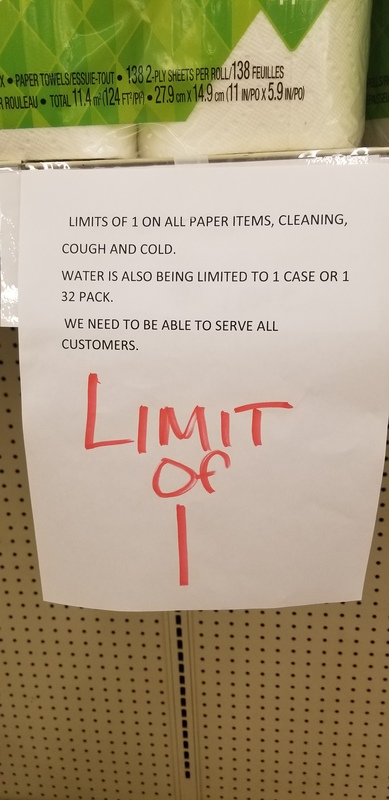 • PAPER TOWELS/ESSUIE-TOUT • 138 2-PLY SHEETS PER ROLL/138 FEUILLES
ROULEAU • TOTAL 11.4 m² (124 FT²/PI²) • 27.9 cm x 14.9 cm (11 IN/PO X 5.9 IN/PO)
LIMITS OF 1 ON ALL PAPER ITEMS, CLEANING,
COUGH AND COLD.
WATER IS ALSO BEING LIMITED TO 1 CASE OR 1
32 PACK.
WE NEED TO BE ABLE TO SERVE ALL
CUSTOMERS.
LIMIT
OF
1